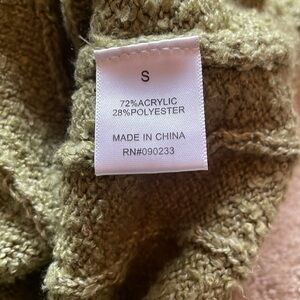 S
72%ACRYLIC
28%POLYESTER
MADE IN CHINA
RN#090233